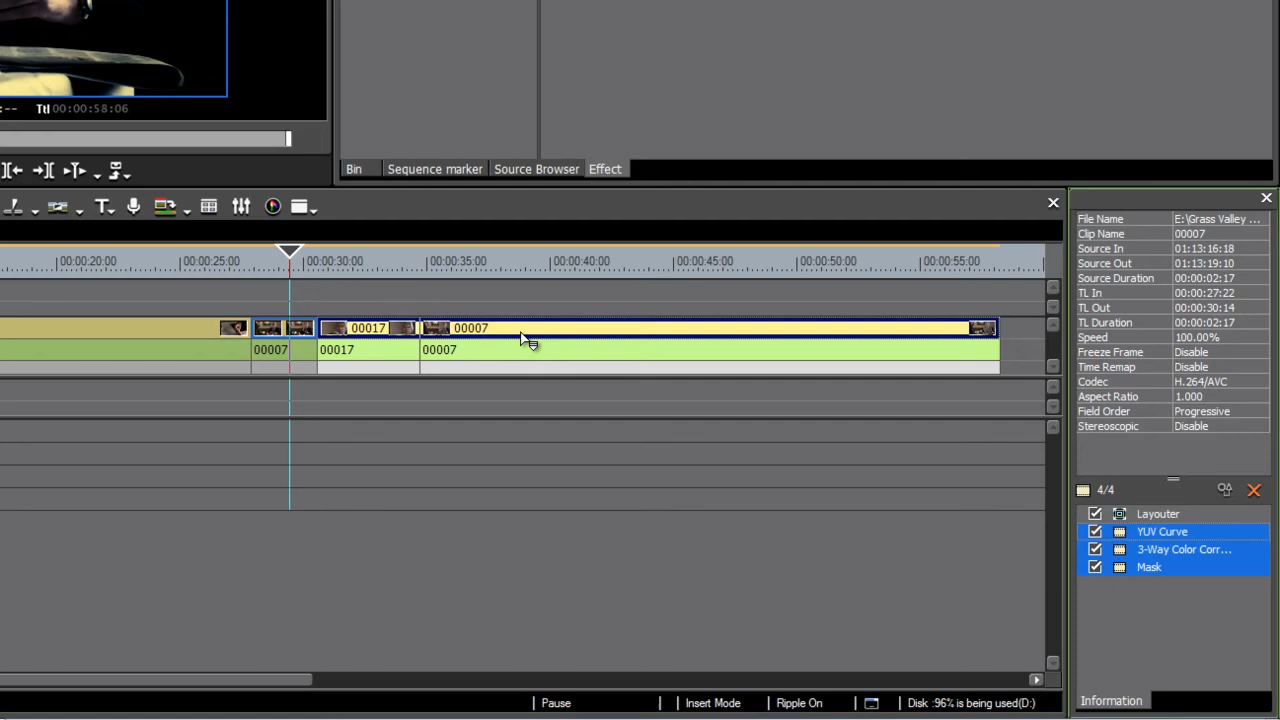 :-- Ttl 00:00:58:06
Bin Sequence marker Source Browser Effect
00:00:20:00 00:00:25:00 00:00:30:00 00:00:35:00 00:00:40:00 00:00:45:00 00:00:50:00 00:00:55:00
00017 00007
00007 00017 00007
File Name E:\Grass Valley ...
Clip Name 00007
Source In 01:13:16:18
Source Out 01:13:19:10
Source Duration 00:00:02:17
TL In 00:00:27:22
TL Out 00:00:30:14
TL Duration 00:00:02:17
Speed 100.00%
Freeze Frame Disable
Time Remap Disable
Codec H.264/AVC
Aspect Ratio 1.000
Field Order Progressive
Stereoscopic Disable
4/4
Layouter
YUV Curve
3-Way Color Corr...
Mask
Information
Pause Insert Mode Ripple On Disk :96% is being used(D:)